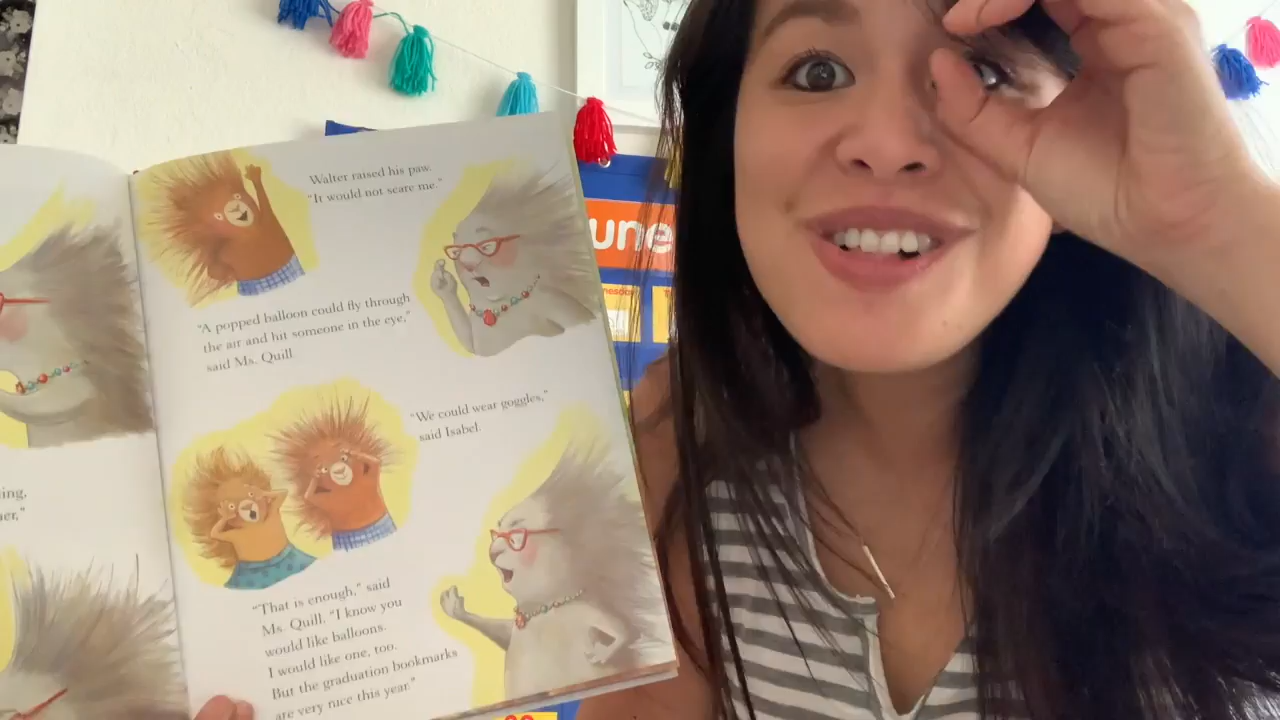 ing,
er,"
Walter raised his paw.
"It would not scare me."
"A popped balloon could fly through
the air and hit someone in the eye,"
said Ms. Quill.
"We could wear goggles,"
said Isabel.
"That is enough," said
Ms. Quill. "I know you
would like balloons.
I would like one, too.
But the graduation bookmarks
are very nice this year."
une